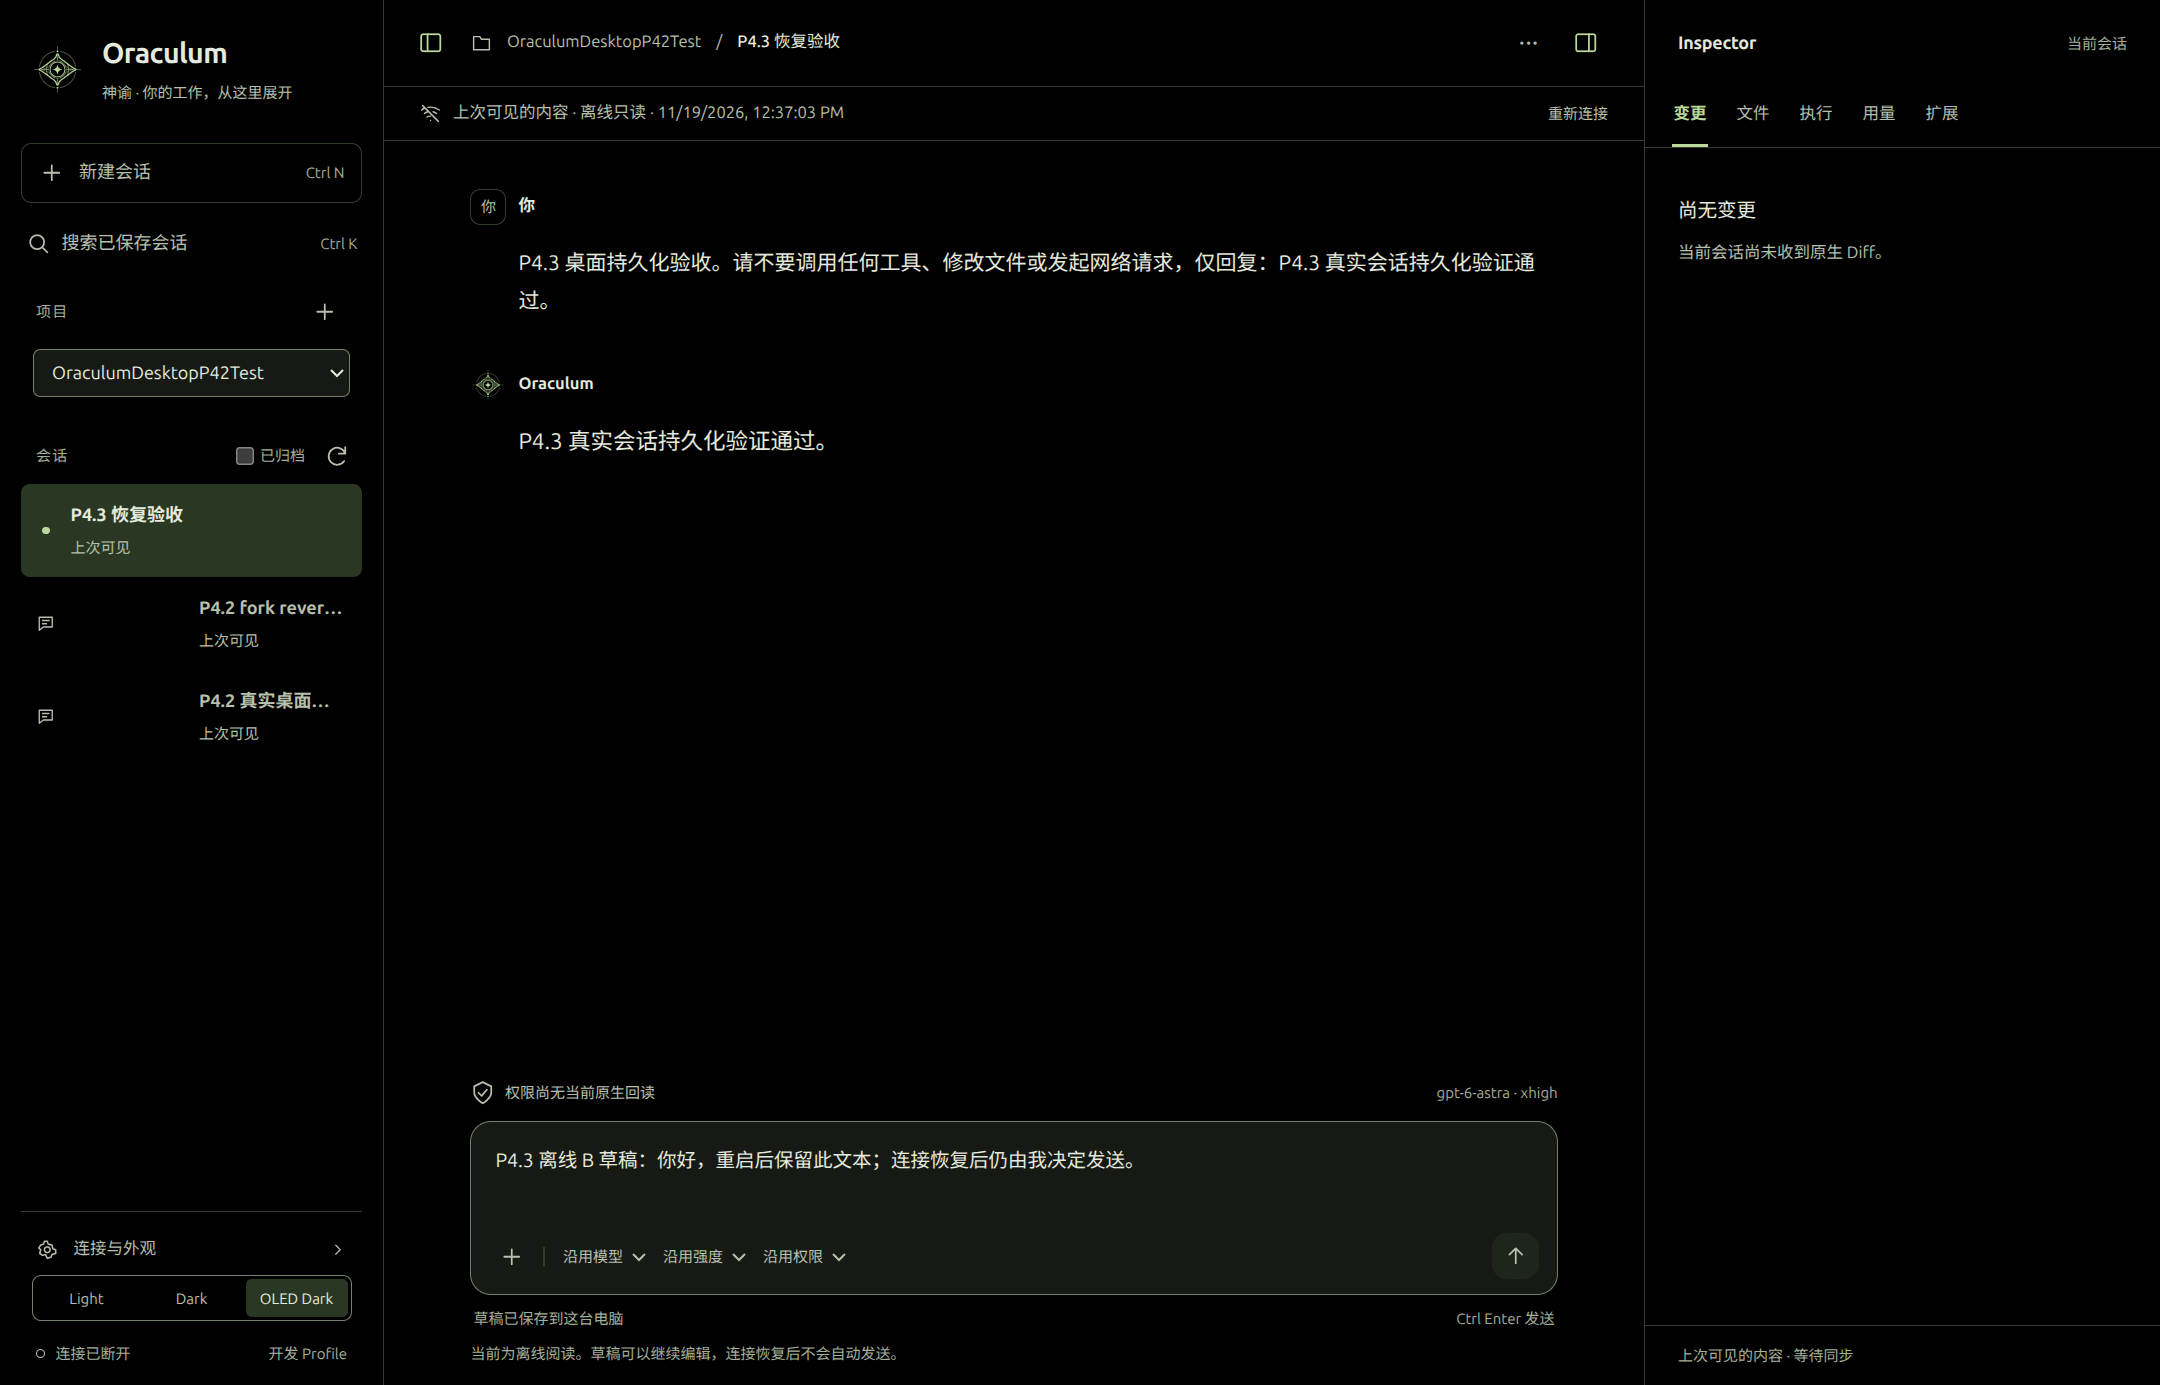 Oraculum
神谕 · 你的工作，从这里展开
新建会话 Ctrl N
搜索已保存会话 Ctrl K
项目
OraculumDesktopP42Test
会话 已归档
P4.3 恢复验收
上次可见
P4.2 fork rever...
上次可见
P4.2 真实桌面...
上次可见
连接与外观
Light Dark OLED Dark
连接已断开 开发 Profile
OraculumDesktopP42Test / P4.3 恢复验收
上次可见的内容 · 离线只读 · 11/19/2026, 12:37:03 PM 重新连接
你 你
P4.3 桌面持久化验收。请不要调用任何工具、修改文件或发起网络请求，仅回复：P4.3 真实会话持久化验证通
过。
Oraculum
P4.3 真实会话持久化验证通过。
权限尚无当前原生回读 gpt-6-astra · xhigh
P4.3 离线 B 草稿：你好，重启后保留此文本；连接恢复后仍由我决定发送。
沿用模型 沿用强度 沿用权限
草稿已保存到这台电脑 Ctrl Enter 发送
当前为离线阅读。草稿可以继续编辑，连接恢复后不会自动发送。
Inspector 当前会话
变更 文件 执行 用量 扩展
尚无变更
当前会话尚未收到原生 Diff。
上次可见的内容 · 等待同步